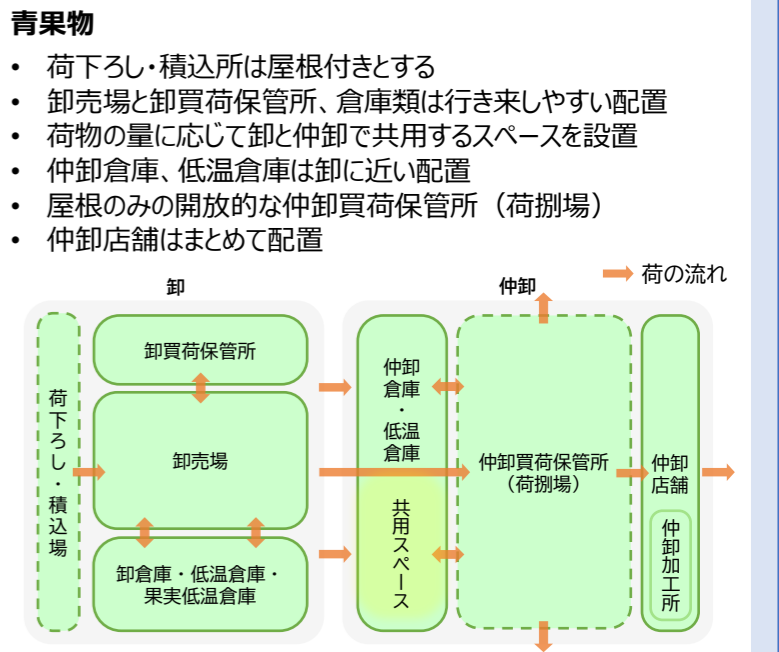 青果物
• 荷下ろし・積込所は屋根付きとする
• 卸売場と卸買荷保管所、倉庫類は行き来しやすい配置
• 荷物の量に応じて卸と仲卸で共用するスペースを設置
• 仲卸倉庫、低温倉庫は卸に近い配置
• 屋根のみの開放的な仲卸買荷保管所（荷捌場）
• 仲卸店舗はまとめて配置
荷の流れ
卸
仲卸
荷下ろし・積込場
卸買荷保管所
卸売場
卸倉庫・低温倉庫・
果実低温倉庫
仲卸
倉庫
・
低温
倉庫
共用スペース
仲卸買荷保管所
（荷捌場）
仲卸
店舗
仲卸加工所